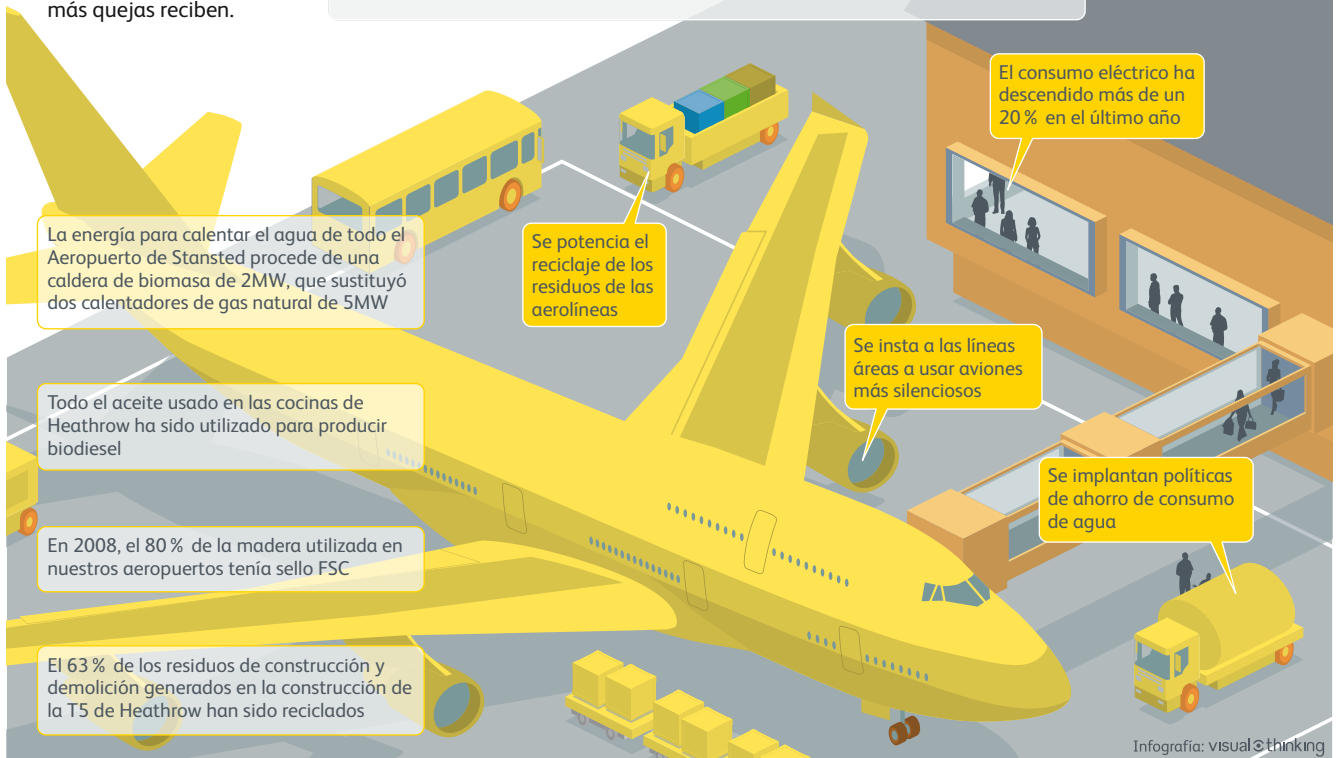 más quejas reciben.
El consumo eléctrico ha
descendido más de un
20 % en el último año
La energía para calentar el agua de todo el
Aeropuerto de Stansted procede de una
caldera de biomasa de 2MW, que sustituyó
dos calentadores de gas natural de 5MW
Se potencia el
reciclaje de los
residuos de las
aerolíneas
Se insta a las líneas
áreas a usar aviones
más silenciosos
Todo el aceite usado en las cocinas de
Heathrow ha sido utilizado para producir
biodiesel
Se implantan políticas
de ahorro de consumo
de agua
En 2008, el 80 % de la madera utilizada en
nuestros aeropuertos tenía sello FSC
El 63 % de los residuos de construcción y
demolición generados en la construcción de
la T5 de Heathrow han sido reciclados
Infografía: visual thinking